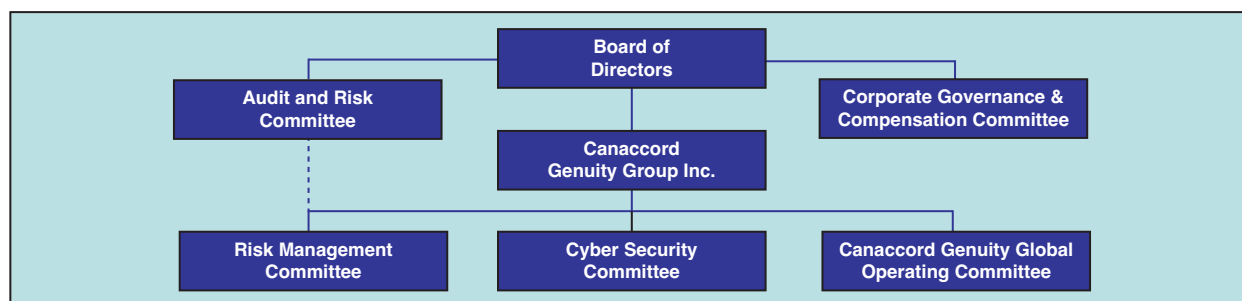 Board of
Directors
Audit and Risk
Committee
Corporate Governance &
Compensation Committee
Canaccord
Genuity Group Inc.
Risk Management
Committee
Cyber Security
Committee
Canaccord Genuity Global
Operating Committee